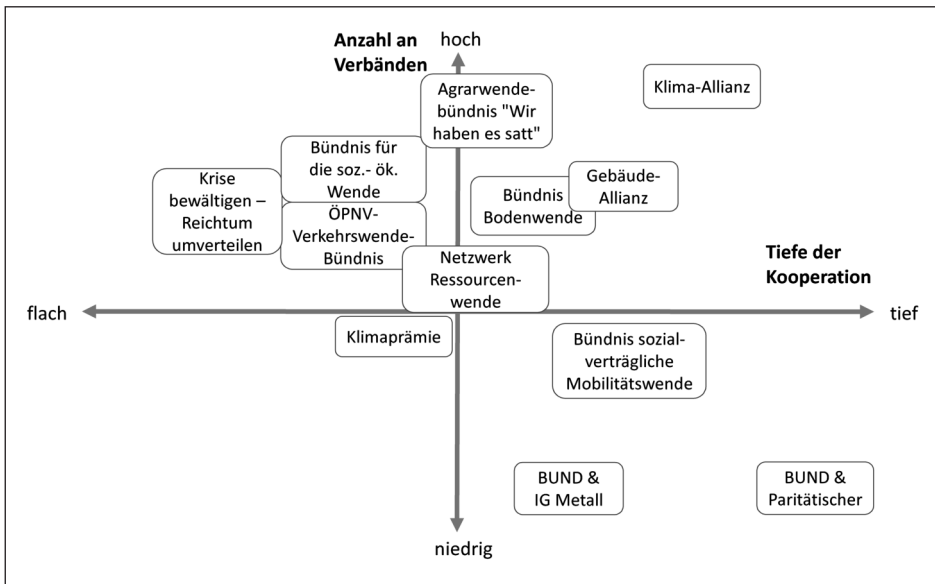 Anzahl an
Verbänden
hoch
Klima-Allianz
Agrarwende-
bündnis "Wir
haben es satt"
Bündnis für
die soz.- ök.
Wende
Krise
bewältigen –
Reichtum
umverteilen
Gebäude-
Allianz
Bündnis
Bodenwende
ÖPNV-
Verkehrswende-
Bündnis
Netzwerk
Ressourcen-
wende
Tiefe der
Kooperation
flach
tief
Klimaprämie
Bündnis sozial-
verträgliche
Mobilitätswende
BUND &
IG Metall
BUND &
Paritätischer
niedrig